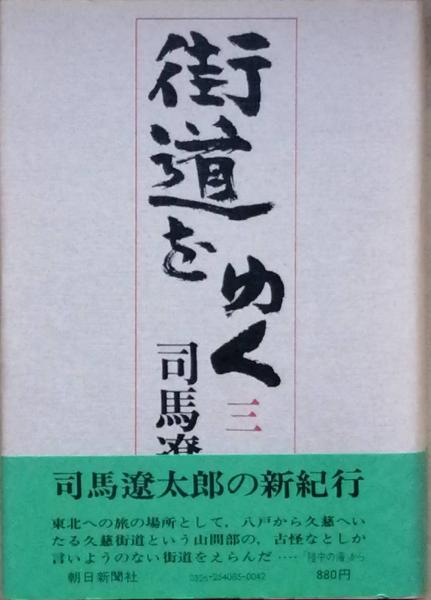 街道を
ゆく
三
司馬遼
司馬遼太郎の新紀行
東北への旅の場所として，八戸から久慈へい
たる久慈街道という山間部の，古怪なとしか
言いようのない街道をえらんだ‥‥「陸中の海」から
朝日新聞社
0326-254085-0042
880円